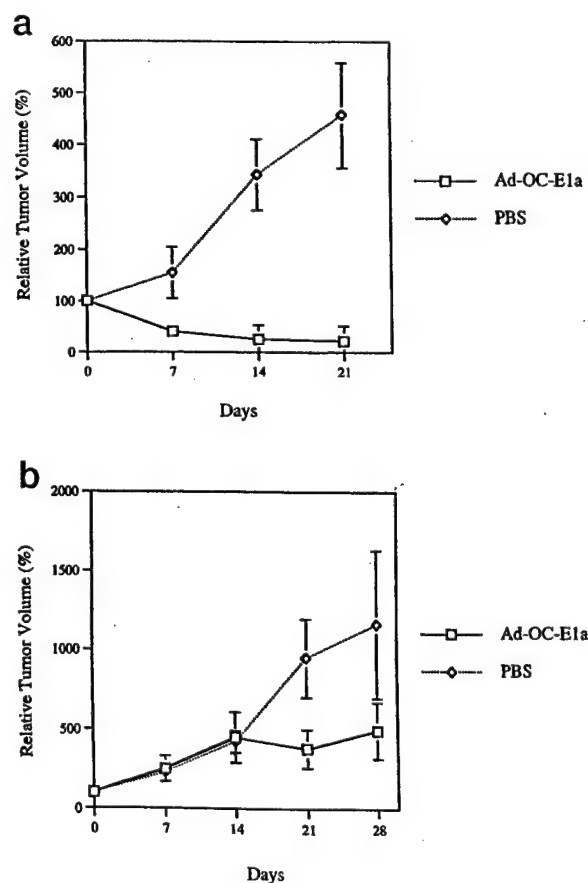 a
600
500
400
300
200
100
0
Relative Tumor Volume (%)
0 7 14 21
Days
Ad-OC-E1a
PBS
b
2000
1500
1000
500
0
Relative Tumor Volume (%)
0 7 14 21 28
Days
Ad-OC-E1a
PBS